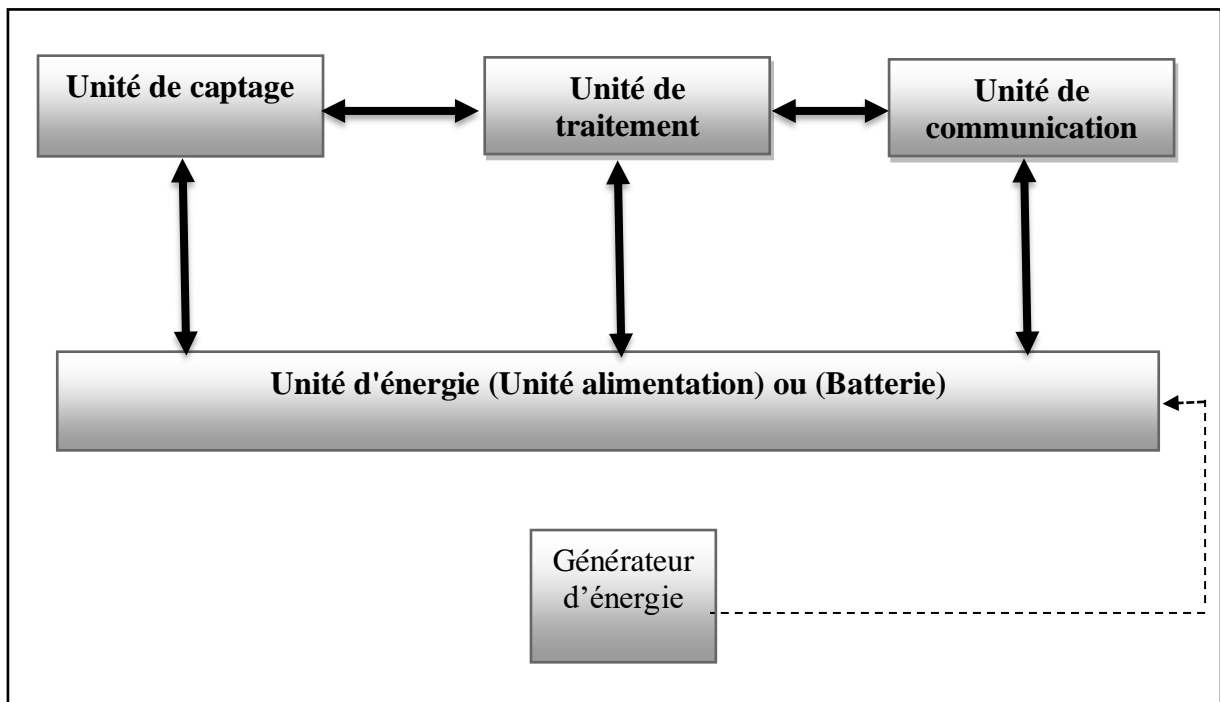 Unité de captage
Unité de
traitement
Unité de
communication
Unité d'énergie (Unité alimentation) ou (Batterie)
Générateur
d’énergie